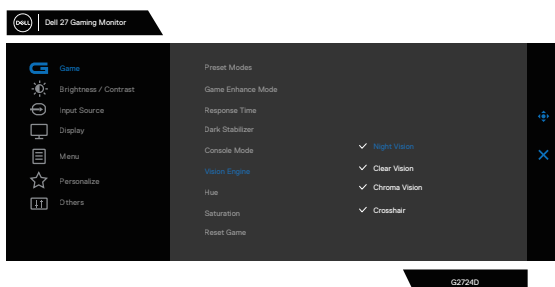 DELL
Dell 27 Gaming Monitor
Game
Brightness / Contrast
Input Source
Display
Menu
Personalize
Others
Preset Modes
Game Enhance Mode
Response Time
Dark Stabilizer
Console Mode
Vision Engine
Hue
Saturation
Reset Game
Night Vision
Clear Vision
Chroma Vision
Crosshair
G2724D